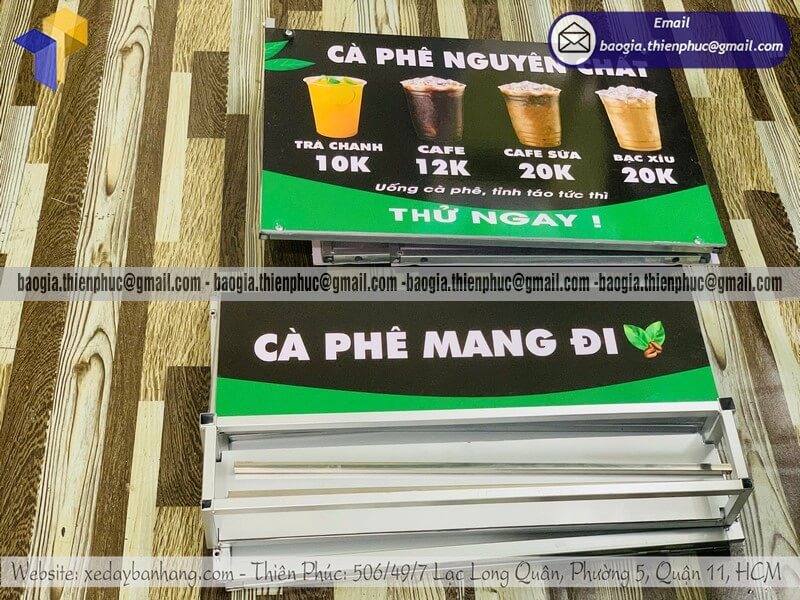 Email
baogia.thienphuc@gmail.com
CÀ PHÊ NGUYÊN CHẤT
TRÀ CHANH
10K
CAFE
12K
CAFE SỮA
20K
BẠC XỈU
20K
Uống cà phê, tỉnh táo tức thì
THỬ NGAY !
baogia.thienphuc@gmail.com - baogia.thienphuc@gmail.com -baogia.thienphuc@gmail.com -baogia.thienphuc@gmail.com
CÀ PHÊ MANG ĐI
Website: xedaybanhang.com - Thiên Phúc: 506/49/7 Lạc Long Quân, Phường 5, Quận 11, HCM